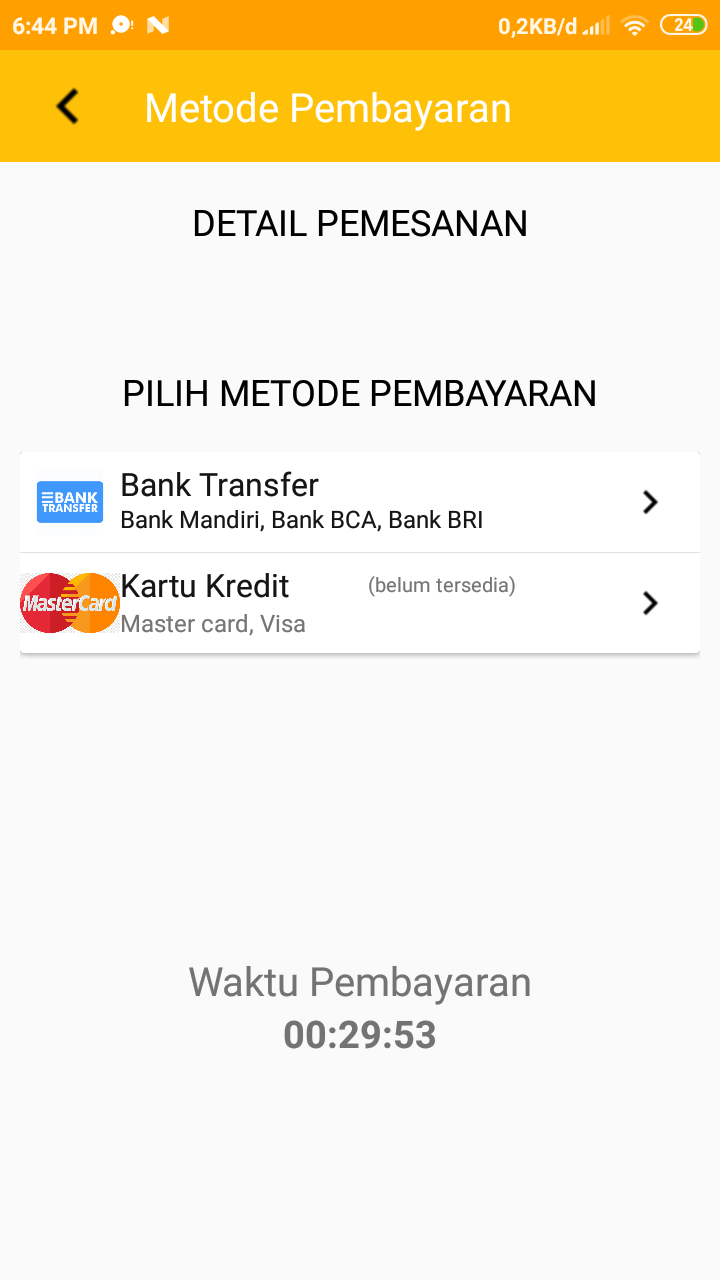 6:44 PM 0,2KB/d 24
Metode Pembayaran
DETAIL PEMESANAN
PILIH METODE PEMBAYARAN
BANK TRANSFER
Bank Transfer
Bank Mandiri, Bank BCA, Bank BRI
MasterCard
Kartu Kredit (belum tersedia)
Master card, Visa
Waktu Pembayaran
00:29:53